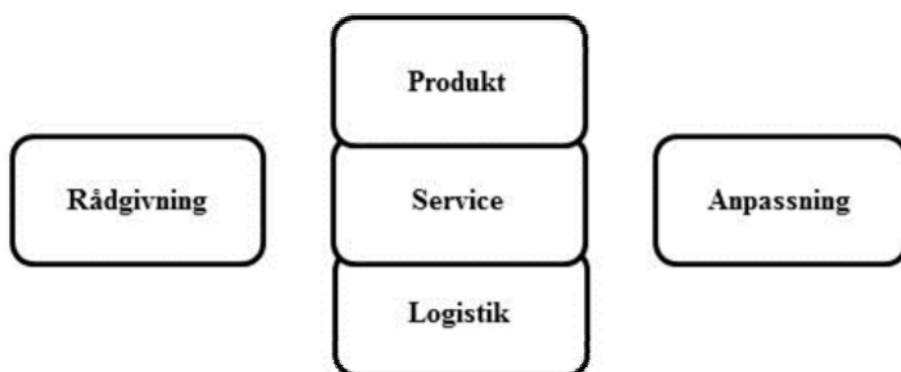 Produkt
Rådgivning
Service
Anpassning
Logistik